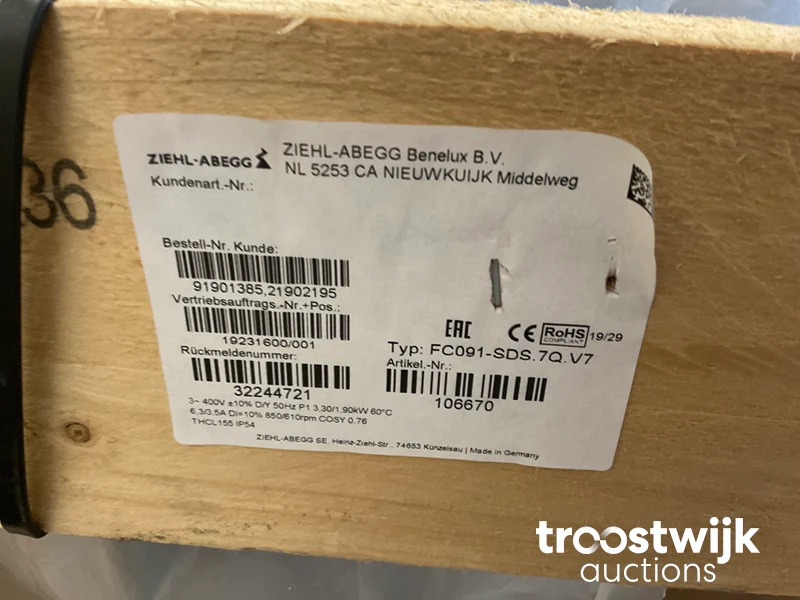 36
ZIEHL-ABEGG
ZIEHL-ABEGG Benelux B.V.
NL 5253 CA NIEUWKUIJK Middelweg
Kundenart.-Nr.:
Bestell-Nr. Kunde:
91901385,21902195
Vertriebsauftrags.-Nr.+Pos.:
19231600/001
Rückmeldenummer:
32244721
EAC CE RoHS COMPLIANT 19/29
Typ: FC091-SDS.7Q.V7
Artikel.-Nr.:
106670
3~ 400V ±10% D/Y 50Hz P1 3,30/1,90kW 60°C
6,3/3,5A DI=10% 850/610rpm COSY 0,76
THCL155 IP54
ZIEHL-ABEGG SE, Heinz-Ziehl-Str., 74653 Künzelsau | Made in Germany
troostwijk
auctions